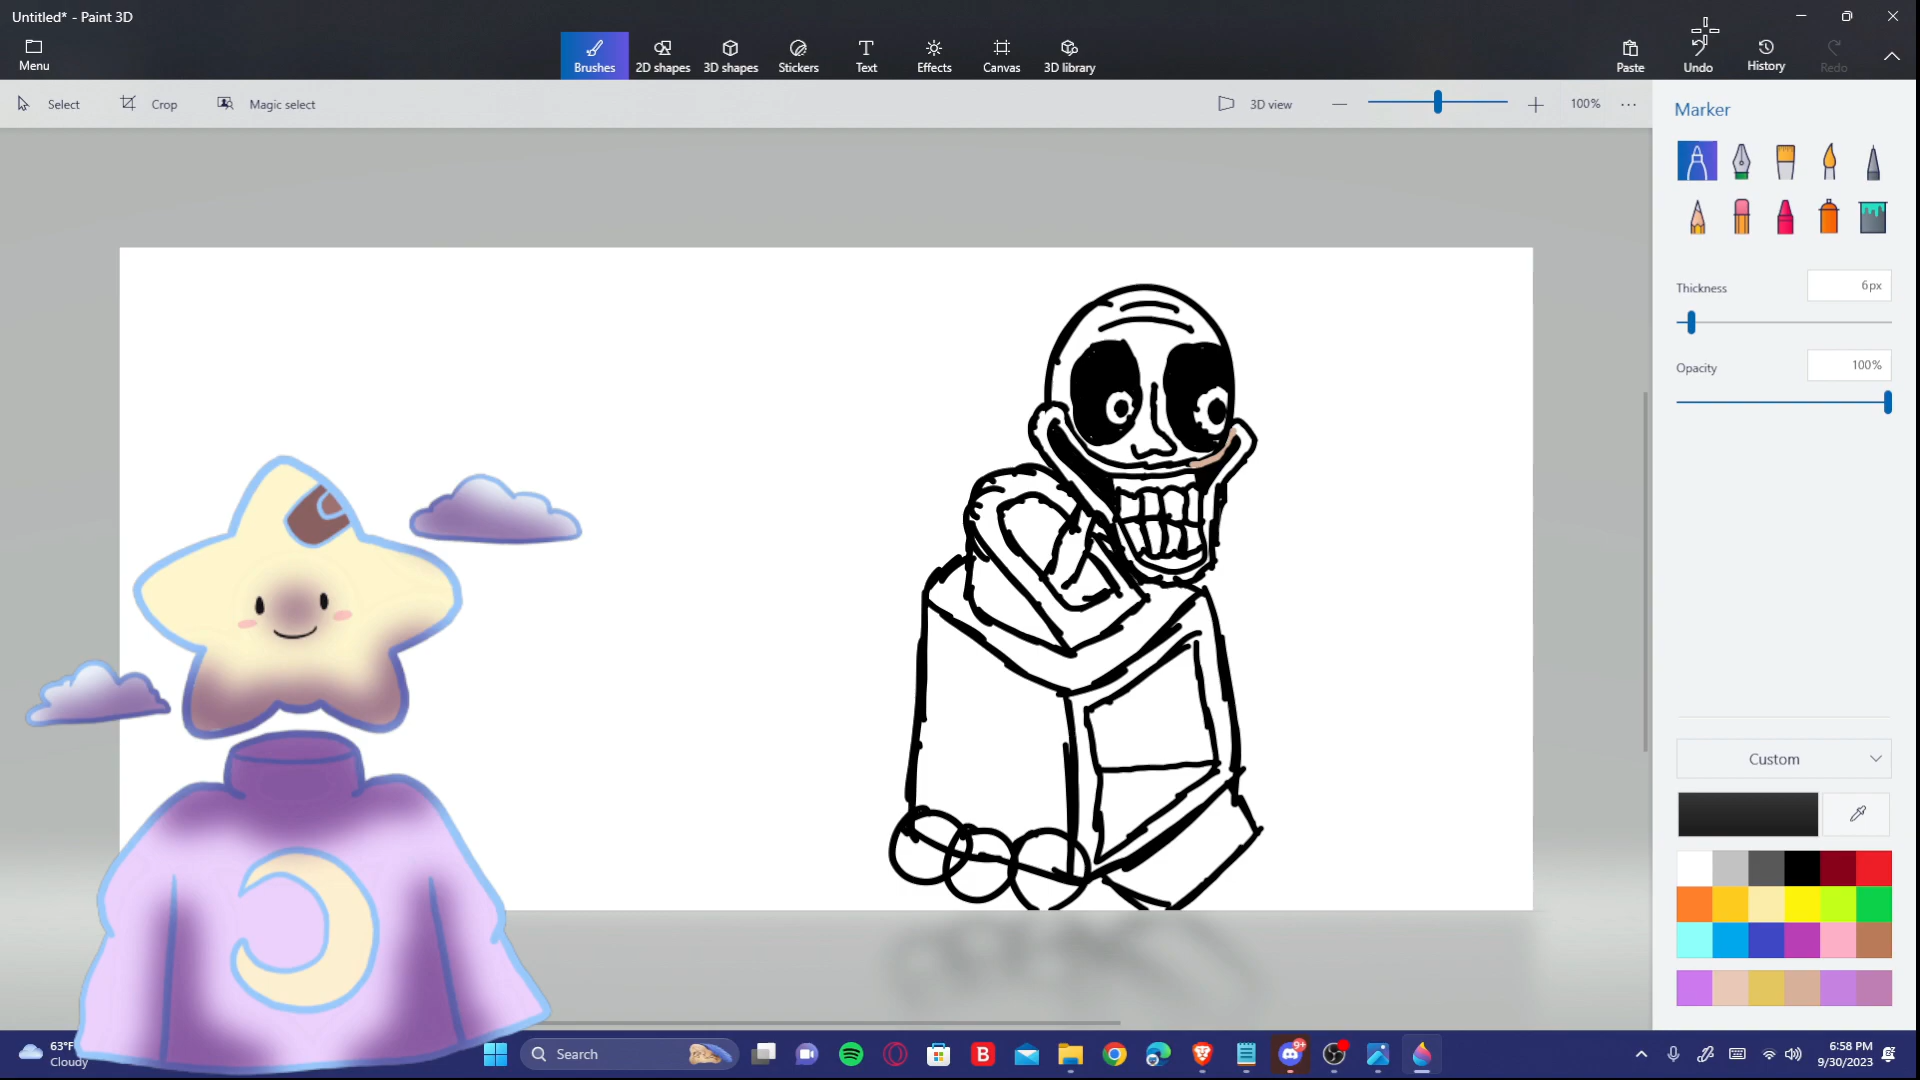 Untitled* - Paint 3D
Menu
Brushes
2D shapes
3D shapes
Stickers
Text
Effects
Canvas
3D library
Paste
Undo
History
Redo
Select
Crop
Magic select
3D view
100%
Marker
Thickness
6px
Opacity
100%
Custom
63°F
Cloudy
Search
B
9+
6:58 PM
9/30/2023